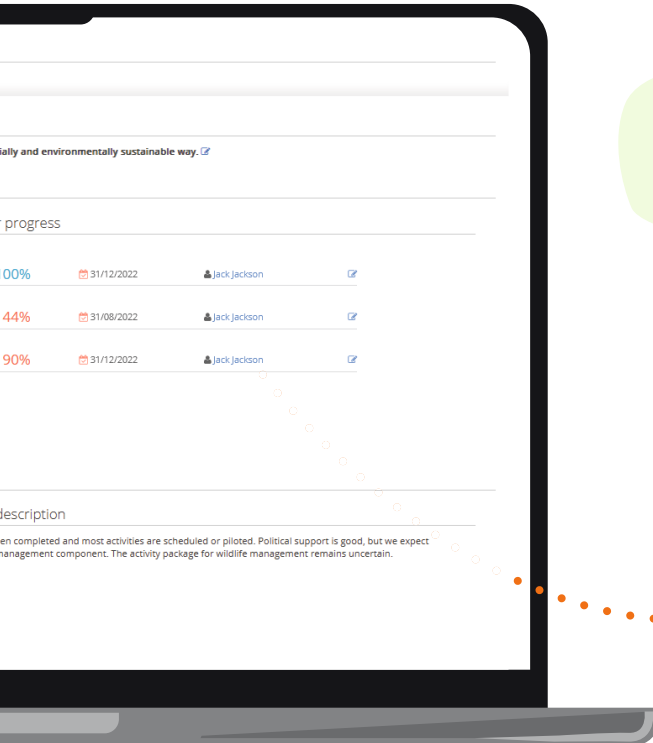 ially and environmentally sustainable way.
progress
100% 31/12/2022 Jack Jackson
44% 31/08/2022 Jack Jackson
90% 31/12/2022 Jack Jackson
description
en completed and most activities are scheduled or piloted. Political support is good, but we expect
management component. The activity package for wildlife management remains uncertain.